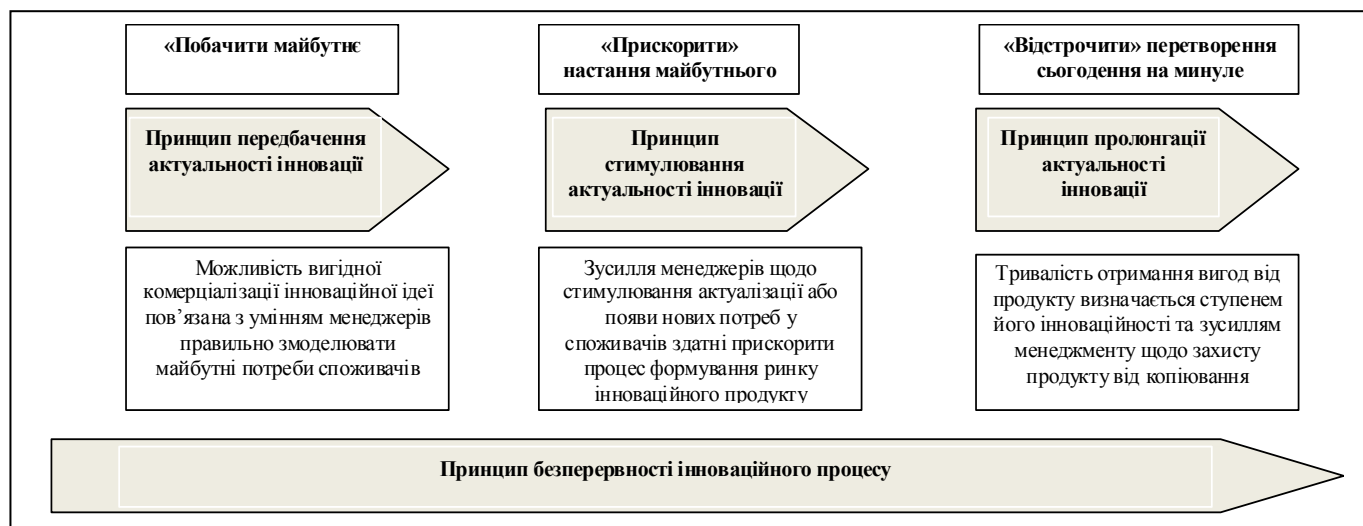 «Побачити майбутнє
Принцип передбачення
актуальності інновації
Можливість вигідної
комерціалізації інноваційної ідеї
пов’язана з умінням менеджерів
правильно змоделювати
майбутні потреби споживачів
«Прискорити»
настання майбутнього
Принцип
стимулювання
актуальності інновації
Зусилля менеджерів щодо
стимулювання актуалізації або
появи нових потреб у
споживачів здатні прискорити
процес формування ринку
інноваційного продукту
«Відстрочити» перетворення
сьогодення на минуле
Принцип пролонгації
актуальності
інновації
Тривалість отримання вигод від
продукту визначається ступенем
його інноваційності та зусиллям
менеджменту щодо захисту
продукту від копіювання
Принцип безперервності інноваційного процесу